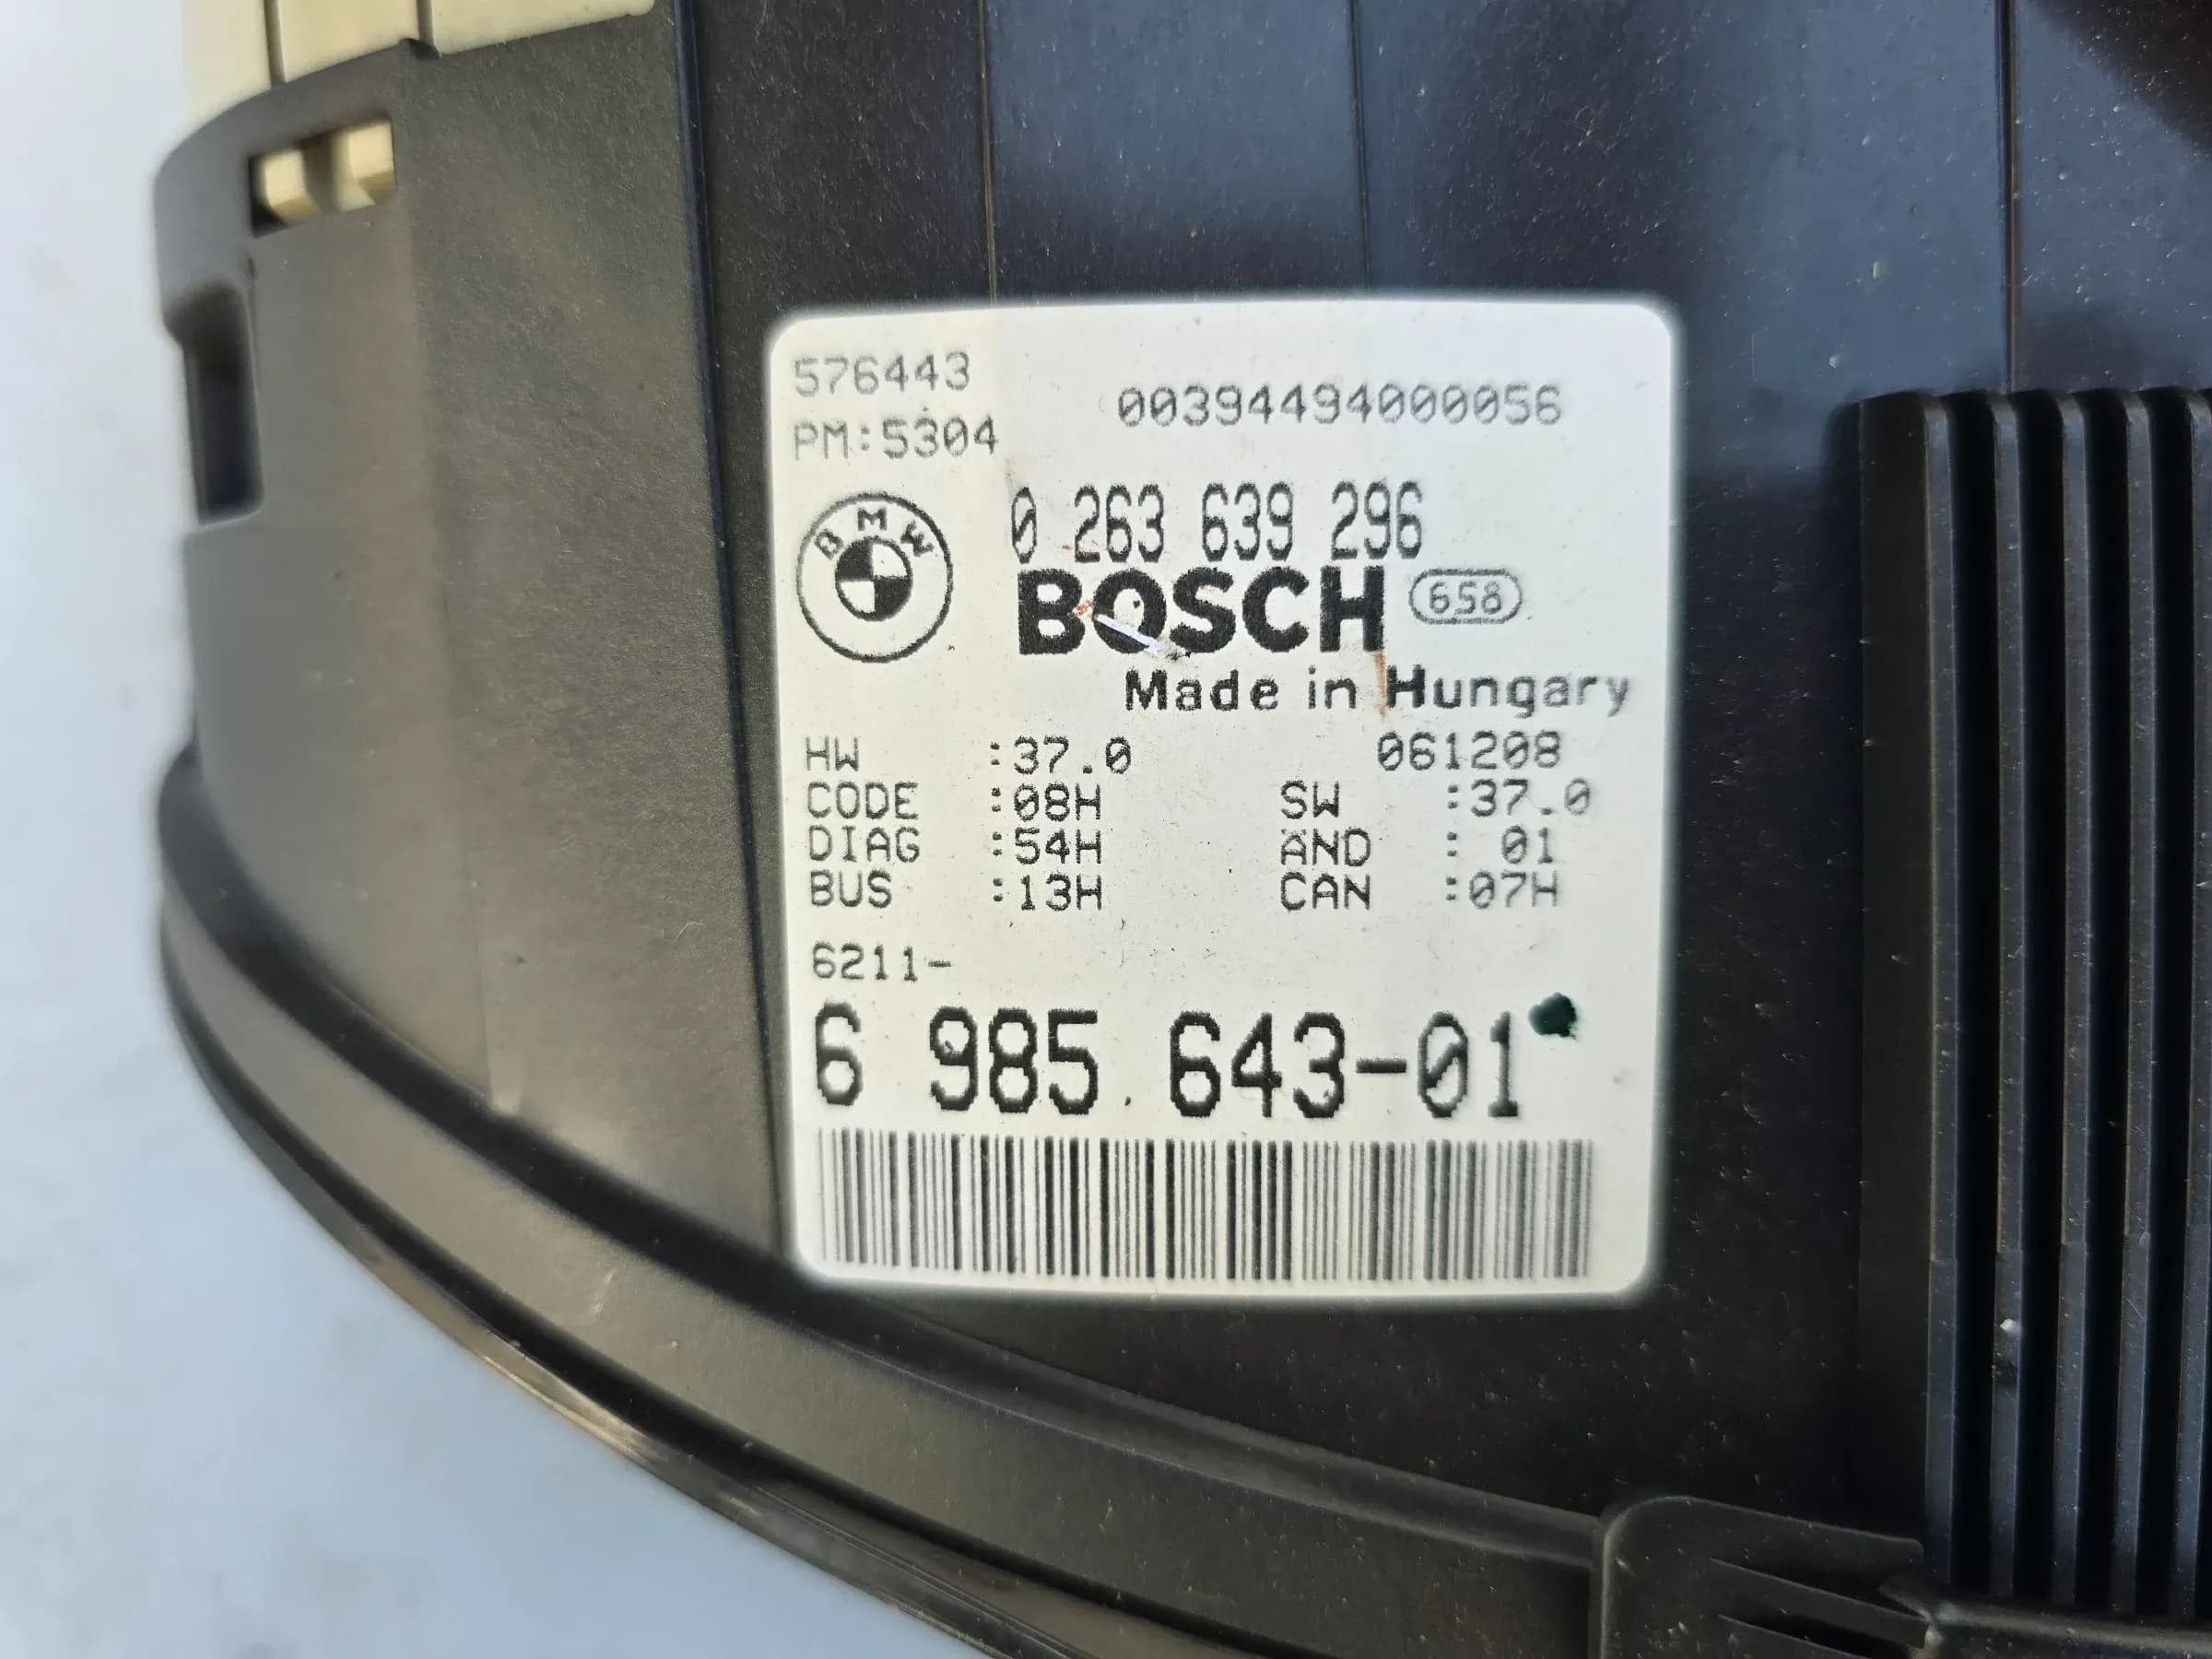 576443
PM:5304
00394494000056
BMW
0 263 639 296
BOSCH 658
Made in Hungary
HW :37.0 061208
CODE :08H SW :37.0
DIAG :54H AND : 01
BUS :13H CAN :07H
6211-
6 985 643-01